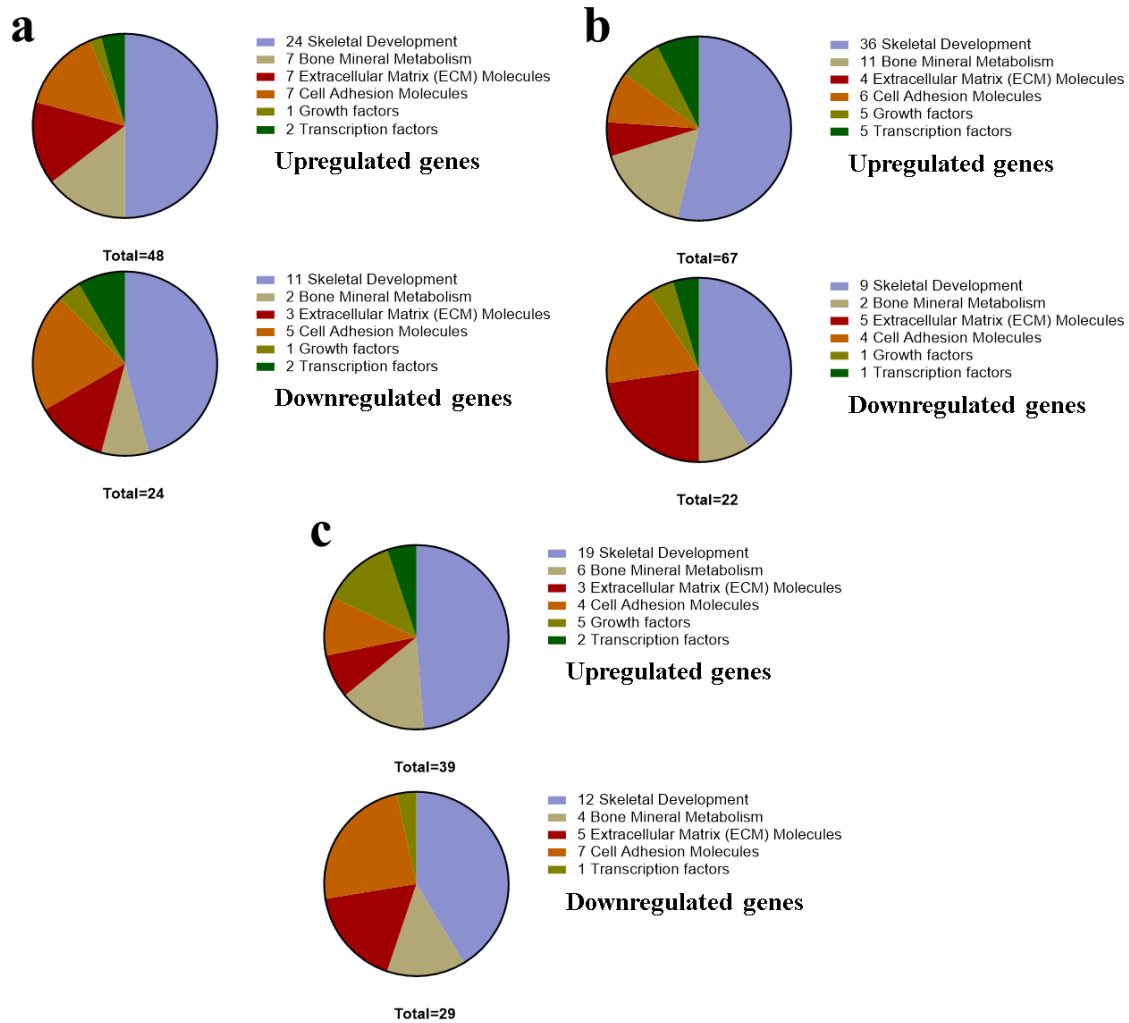 a
24 Skeletal Development
7 Bone Mineral Metabolism
7 Extracellular Matrix (ECM) Molecules
7 Cell Adhesion Molecules
1 Growth factors
2 Transcription factors
Upregulated genes
Total=48
11 Skeletal Development
2 Bone Mineral Metabolism
3 Extracellular Matrix (ECM) Molecules
5 Cell Adhesion Molecules
1 Growth factors
2 Transcription factors
Downregulated genes
Total=24
b
36 Skeletal Development
11 Bone Mineral Metabolism
4 Extracellular Matrix (ECM) Molecules
6 Cell Adhesion Molecules
5 Growth factors
5 Transcription factors
Upregulated genes
Total=67
9 Skeletal Development
2 Bone Mineral Metabolism
5 Extracellular Matrix (ECM) Molecules
4 Cell Adhesion Molecules
1 Growth factors
1 Transcription factors
Downregulated genes
Total=22
c
19 Skeletal Development
6 Bone Mineral Metabolism
3 Extracellular Matrix (ECM) Molecules
4 Cell Adhesion Molecules
5 Growth factors
2 Transcription factors
Upregulated genes
Total=39
12 Skeletal Development
4 Bone Mineral Metabolism
5 Extracellular Matrix (ECM) Molecules
7 Cell Adhesion Molecules
1 Transcription factors
Downregulated genes
Total=29